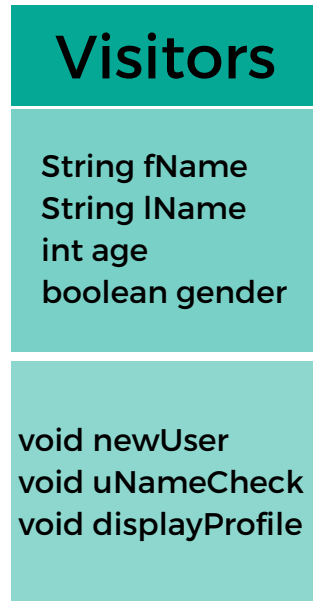 Visitors
String fName
String lName
int age
boolean gender
void newUser
void uNameCheck
void displayProfile